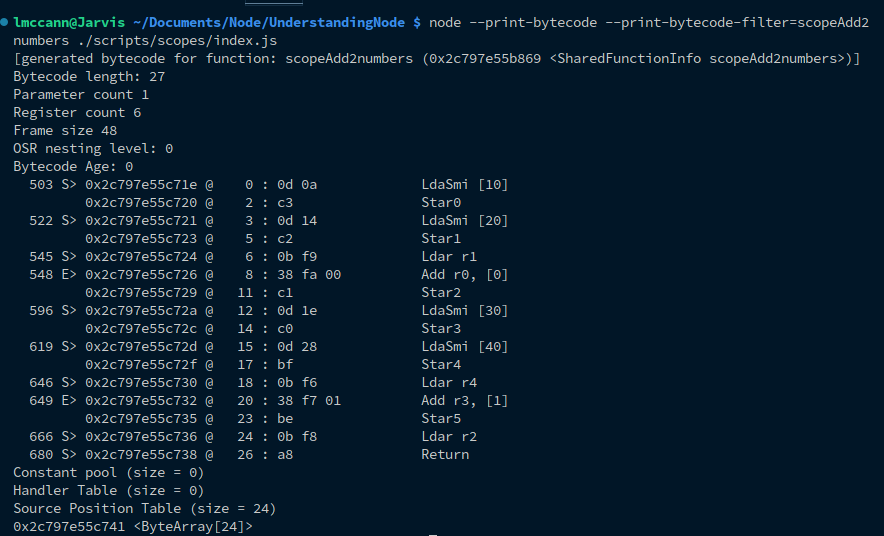 lmccann@Jarvis ~/Documents/Node/UnderstandingNode $ node --print-bytecode --print-bytecode-filter=scopeAdd2
numbers ./scripts/scopes/index.js
[generated bytecode for function: scopeAdd2numbers (0x2c797e55b869 <SharedFunctionInfo scopeAdd2numbers>)]
Bytecode length: 27
Parameter count 1
Register count 6
Frame size 48
OSR nesting level: 0
Bytecode Age: 0
  503 S> 0x2c797e55c71e @    0 : 0d 0a             LdaSmi [10]
         0x2c797e55c720 @    2 : c3                Star0
  522 S> 0x2c797e55c721 @    3 : 0d 14             LdaSmi [20]
         0x2c797e55c723 @    5 : c2                Star1
  545 S> 0x2c797e55c724 @    6 : 0b f9             Ldar r1
  548 E> 0x2c797e55c726 @    8 : 38 fa 00          Add r0, [0]
         0x2c797e55c729 @   11 : c1                Star2
  596 S> 0x2c797e55c72a @   12 : 0d 1e             LdaSmi [30]
         0x2c797e55c72c @   14 : c0                Star3
  619 S> 0x2c797e55c72d @   15 : 0d 28             LdaSmi [40]
         0x2c797e55c72f @   17 : bf                Star4
  646 S> 0x2c797e55c730 @   18 : 0b f6             Ldar r4
  649 E> 0x2c797e55c732 @   20 : 38 f7 01          Add r3, [1]
         0x2c797e55c735 @   23 : be                Star5
  666 S> 0x2c797e55c736 @   24 : 0b f8             Ldar r2
  680 S> 0x2c797e55c738 @   26 : a8                Return
Constant pool (size = 0)
Handler Table (size = 0)
Source Position Table (size = 24)
0x2c797e55c741 <ByteArray[24]>